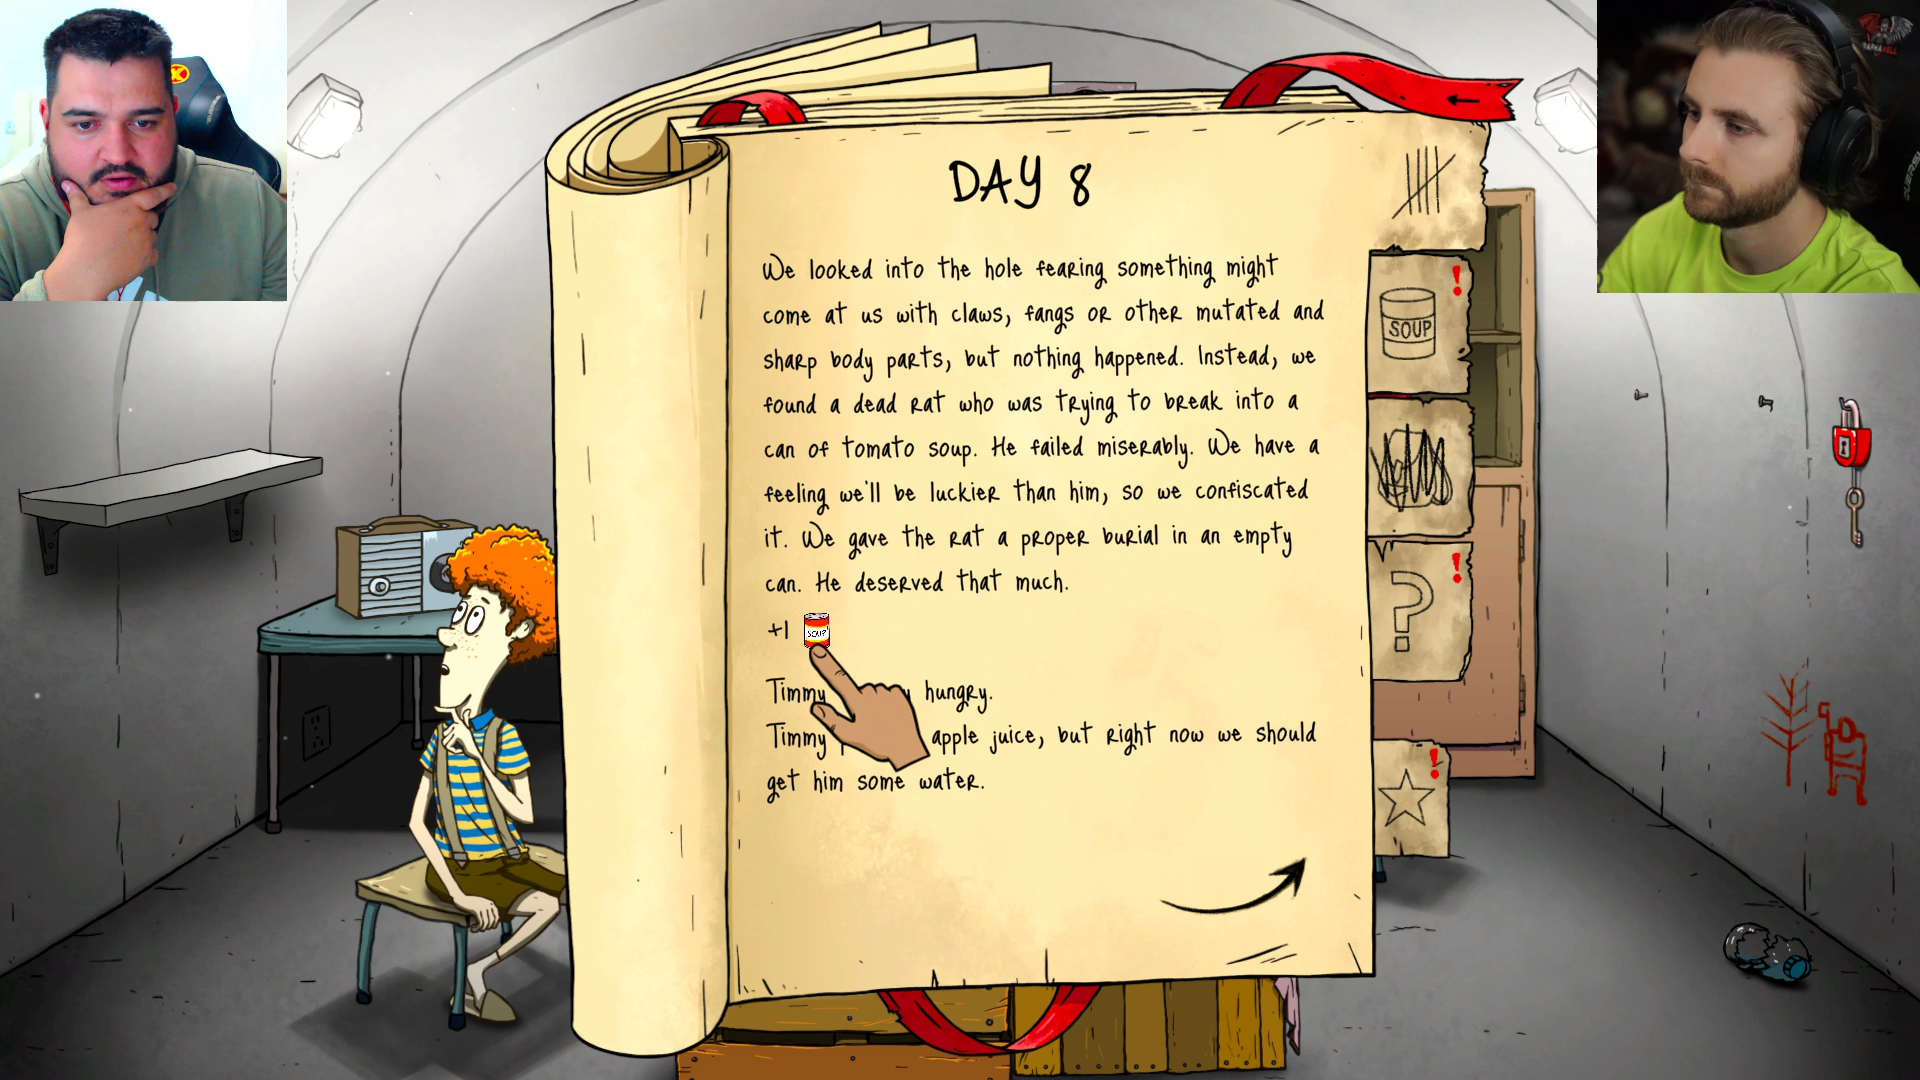 DAY 8
We looked into the hole fearing something might
come at us with claws, fangs or other mutated and
sharp body parts, but nothing happened. Instead, we
found a dead rat who was trying to break into a
can of tomato soup. He failed miserably. We have a
feeling we'll be luckier than him, so we confiscated
it. We gave the rat a proper burial in an empty
can. He deserved that much.
+1 SOUP
Timmy hungry.
Timmy apple juice, but right now we should
get him some water.
SOUP
!
!
?
!